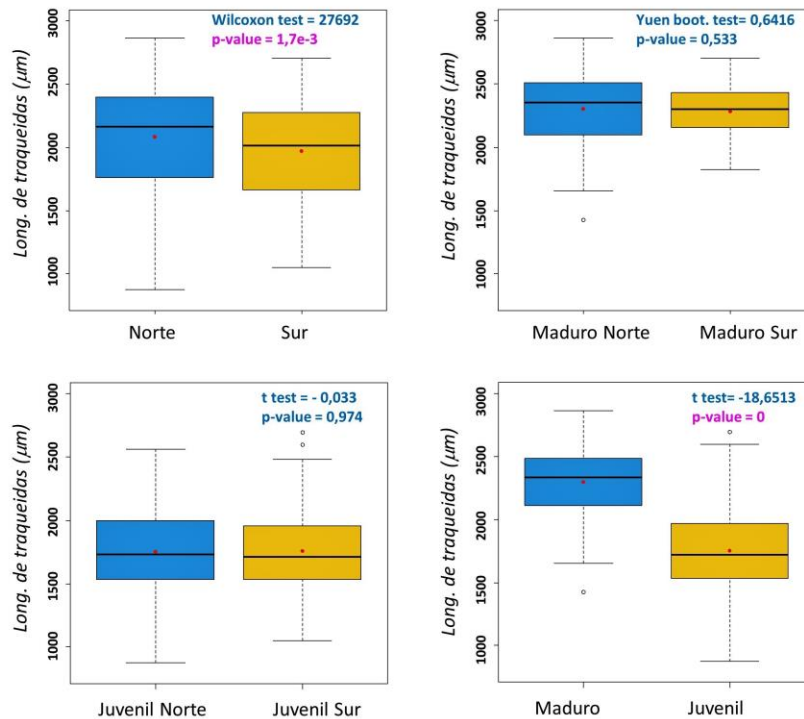 Wilcoxon test = 27692
p-value = 1,7e-3
Long. de traqueidas (μm)
3000
2500
2000
1500
1000
Norte
Sur
Yuen boot. test= 0,6416
p-value = 0,533
Long. de traqueidas (μm)
3000
2500
2000
1500
1000
Maduro Norte
Maduro Sur
t test = - 0,033
p-value = 0,974
Long. de traqueidas (μm)
3000
2500
2000
1500
1000
Juvenil Norte
Juvenil Sur
t test= -18,6513
p-value = 0
Long. de traqueidas (μm)
3000
2500
2000
1500
1000
Maduro
Juvenil